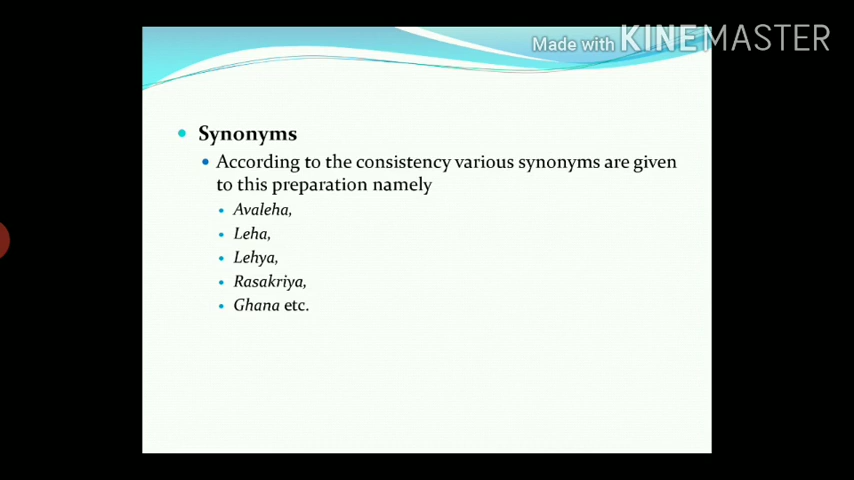 Made with KINEMASTER
Synonyms
According to the consistency various synonyms are given
to this preparation namely
Avaleha,
Leha,
Lehya,
Rasakriya,
Ghana etc.